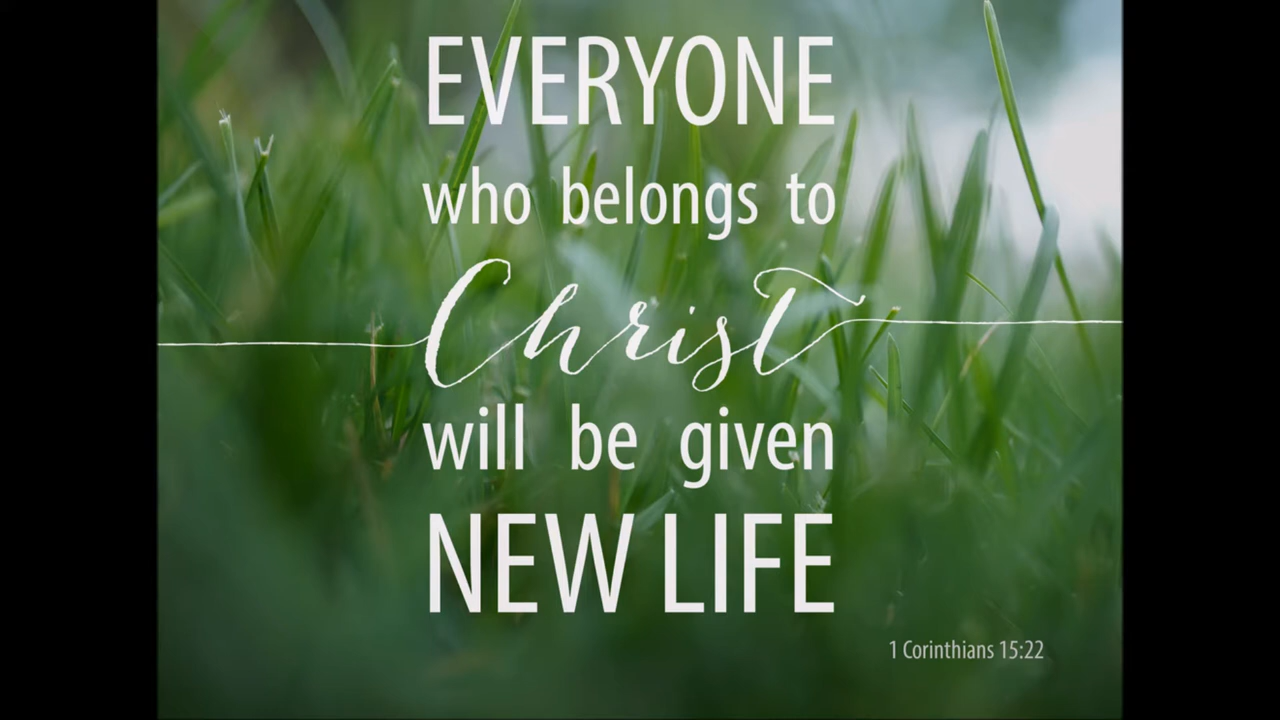 EVERYONE
who belongs to
Christ
will be given
NEW LIFE
1 Corinthians 15:22